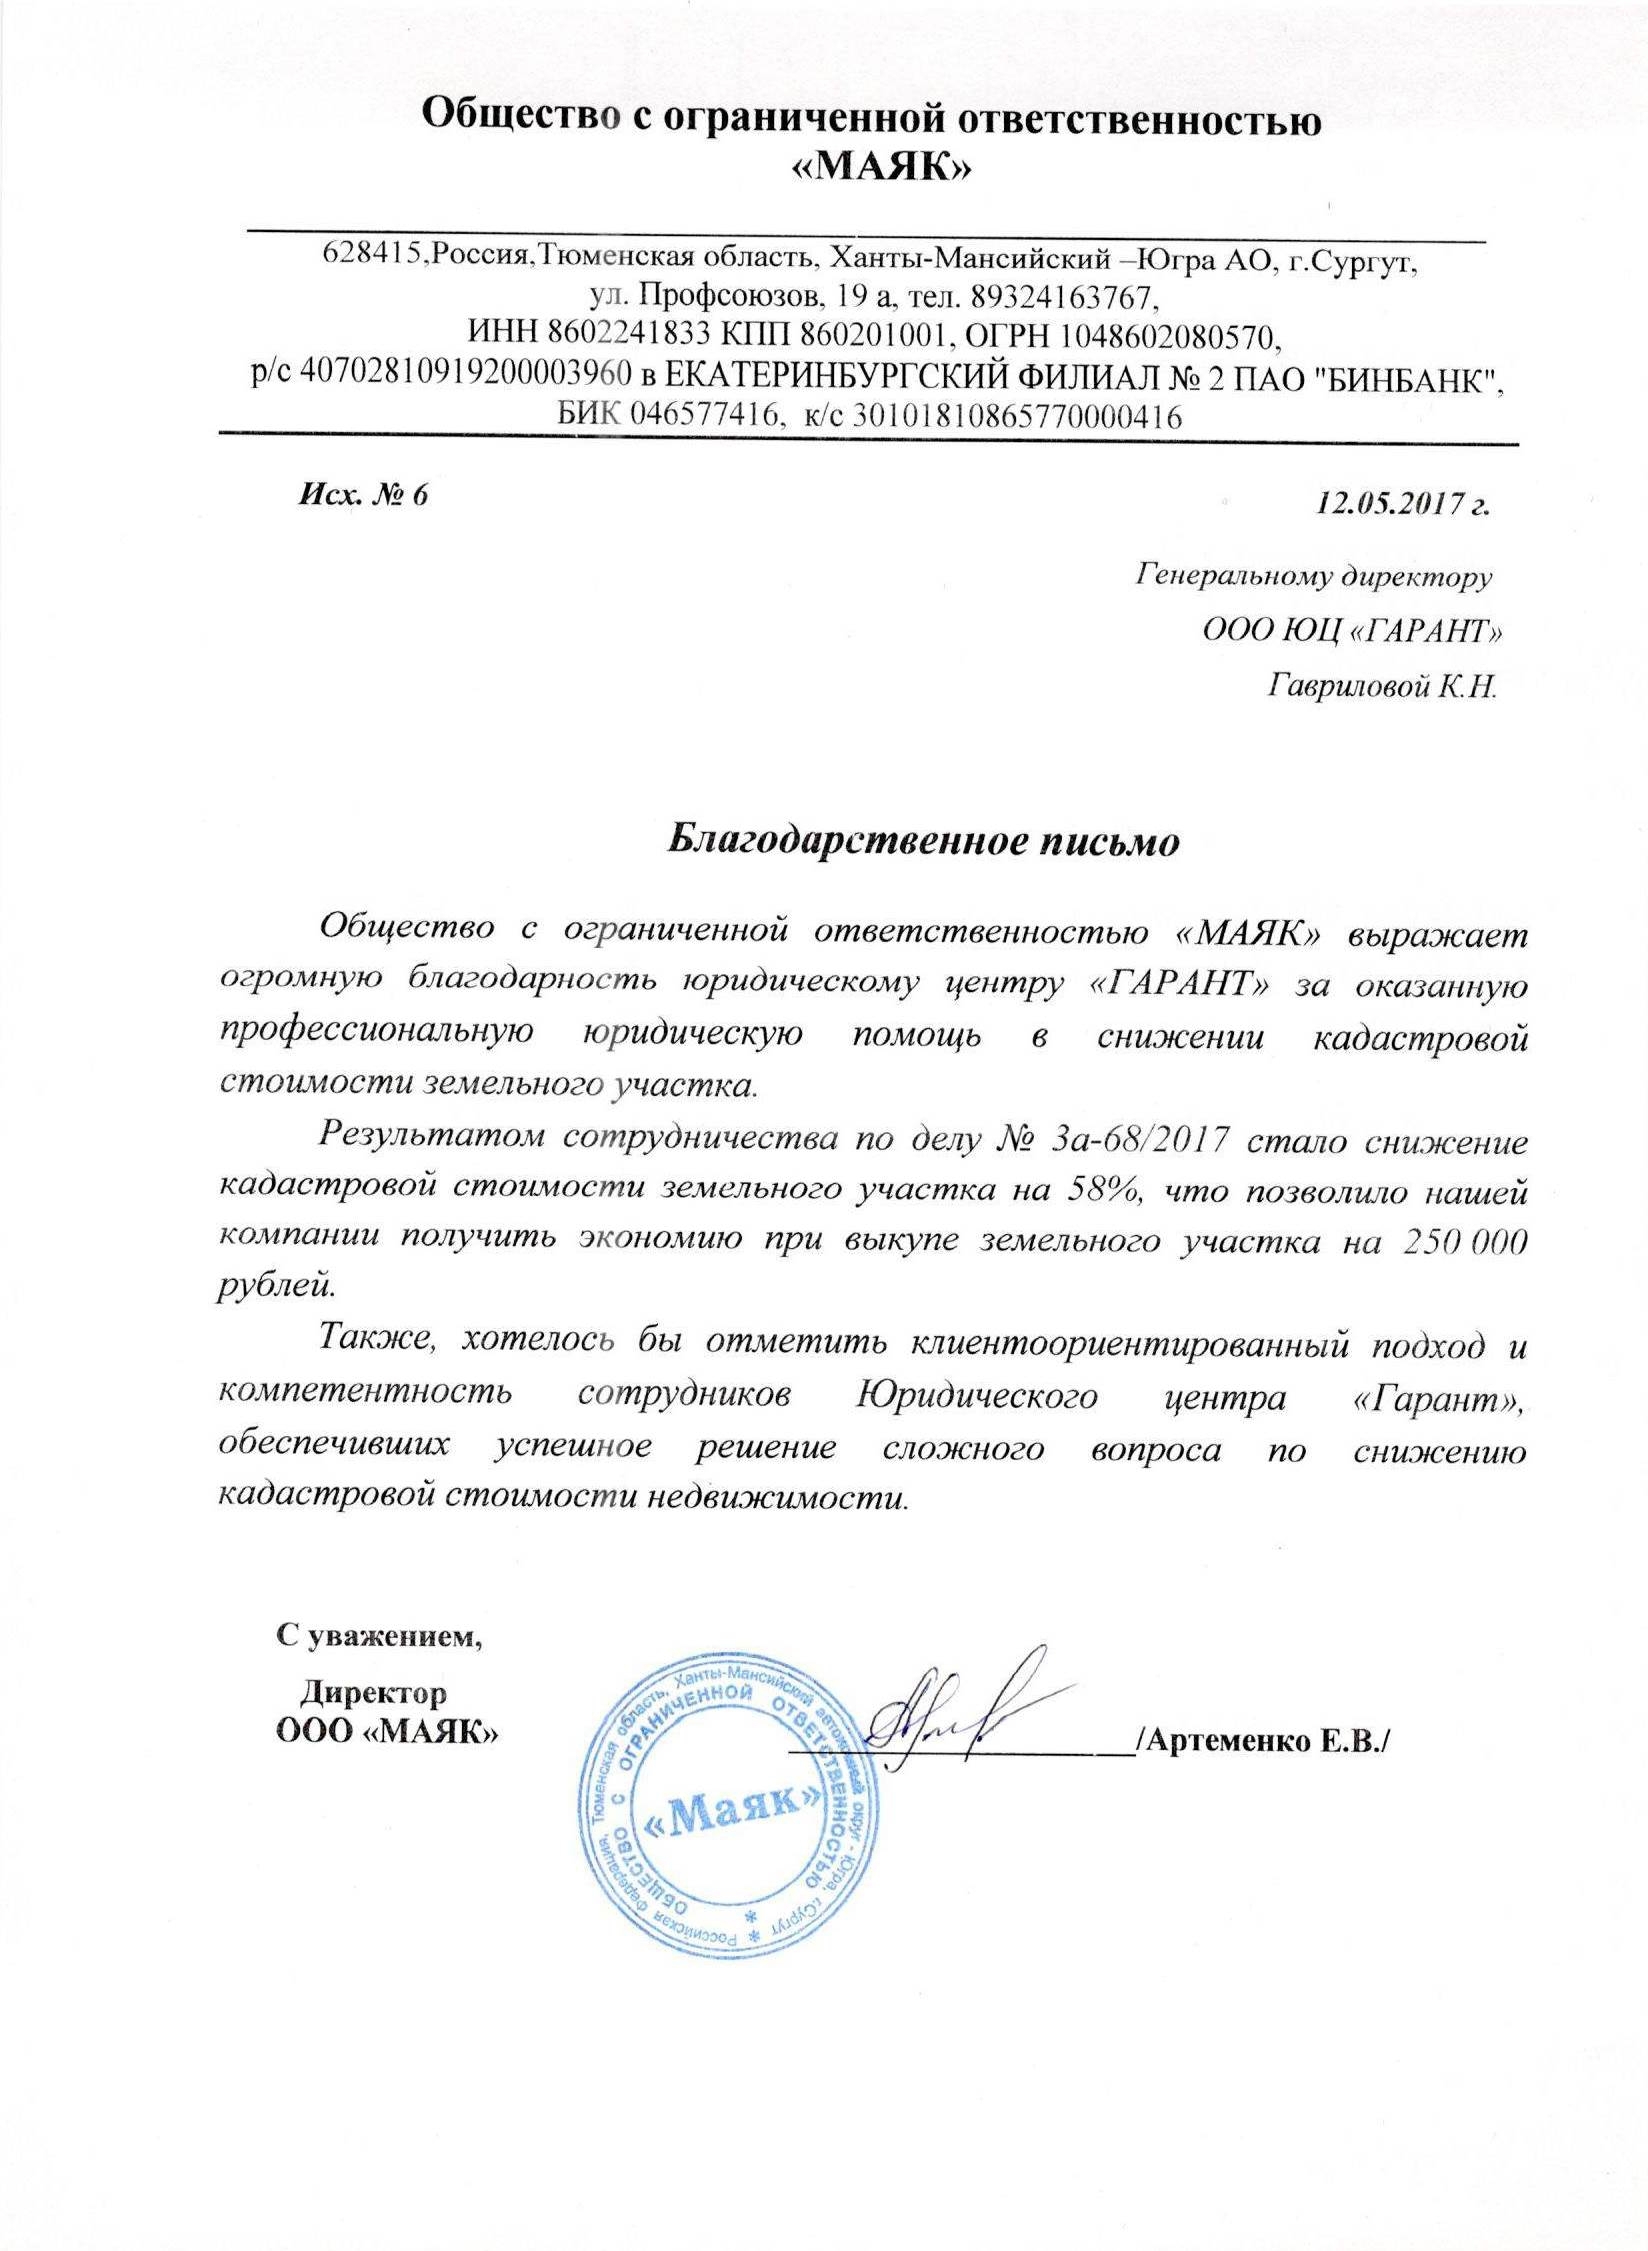 Общество с ограниченной ответственностью
«МАЯК»
628415,Россия,Тюменская область, Ханты-Мансийский –Югра АО, г.Сургут,
ул. Профсоюзов, 19 а, тел. 89324163767,
ИНН 8602241833 КПП 860201001, ОГРН 1048602080570,
р/с 40702810919200003960 в ЕКАТЕРИНБУРГСКИЙ ФИЛИАЛ № 2 ПАО "БИНБАНК",
БИК 046577416, к/с 30101810865770000416
Исх. № 6 12.05.2017 г.
Генеральному директору
ООО ЮЦ «ГАРАНТ»
Гавриловой К.Н.
Благодарственное письмо
Общество с ограниченной ответственностью «МАЯК» выражает
огромную благодарность юридическому центру «ГАРАНТ» за оказанную
профессиональную юридическую помощь в снижении кадастровой
стоимости земельного участка.
Результатом сотрудничества по делу № 3а-68/2017 стало снижение
кадастровой стоимости земельного участка на 58%, что позволило нашей
компании получить экономию при выкупе земельного участка на 250 000
рублей.
Также, хотелось бы отметить клиентоориентированный подход и
компетентность сотрудников Юридического центра «Гарант»,
обеспечивших успешное решение сложного вопроса по снижению
кадастровой стоимости недвижимости.
С уважением,
Директор
ООО «МАЯК» /Артеменко Е.В./
Российская Федерация, Тюменская область, Ханты-Мансийский автономный округ - Югра, г.Сургут *
ОБЩЕСТВО С ОГРАНИЧЕННОЙ ОТВЕТСТВЕННОСТЬЮ *
«Маяк»